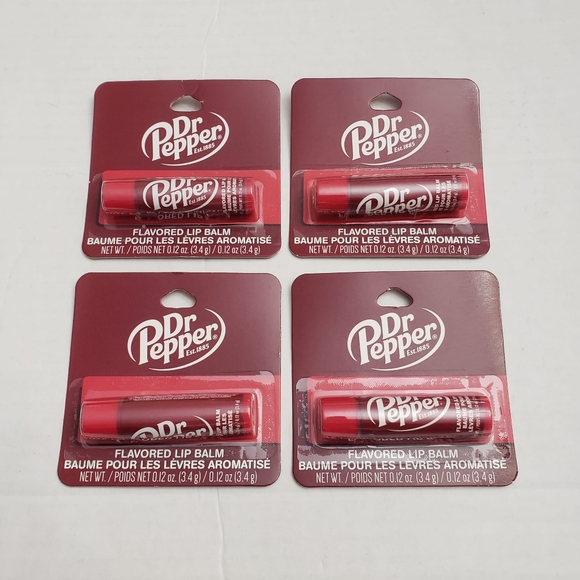 Dr
Pepper®
Est.1885
Dr
Pepper
Est.1885
FLAVORED LIP BALM
BAUME POUR LES LÈVRES AROMATISÉ
NET WT. / POIDS NET 0.12 oz. (3.4 g) / 0.12 oz (3.4 g)
Dr
Pepper®
Est.1885
Dr
Pepper
Est.1885
FLAVORED LIP BALM
BAUME POUR LES LÈVRES AROMATISÉ
NET WT. / POIDS NET 0.12 oz. (3.4 g) / 0.12 oz (3.4 g)
Dr
Pepper®
Est.1885
FLAVORED LIP BALM
BAUME POUR LES LÈVRES AROMATISÉ
NET WT. / POIDS NET 0.12 oz. (3.4 g) / 0.12 oz (3.4 g)
Dr
Pepper®
Est.1885
Dr
Pepper
FLAVORED LIP BALM
BAUME POUR LES LÈVRES AROMATISÉ
NET WT. / POIDS NET 0.12 oz. (3.4 g) / 0.12 oz (3.4 g)